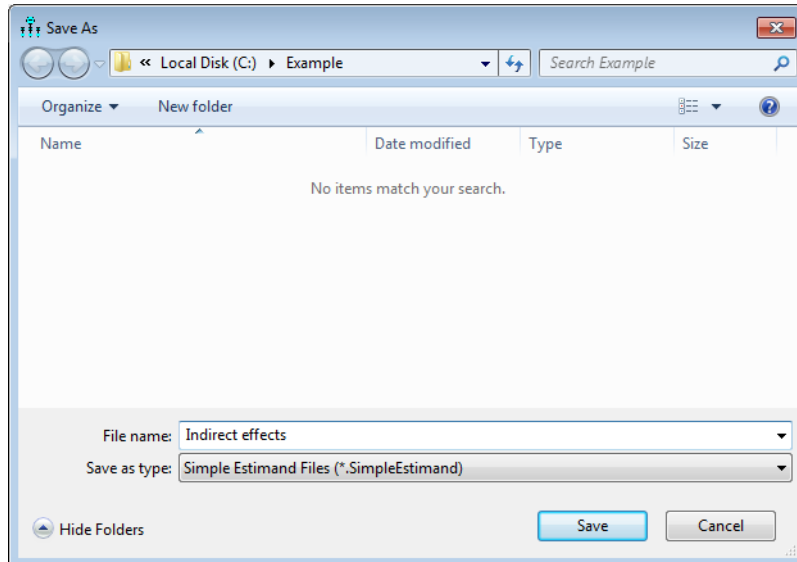 Save As
« Local Disk (C:) Example Search Example
Organize New folder
Name Date modified Type Size
No items match your search.
File name: Indirect effects
Save as type: Simple Estimand Files (*.SimpleEstimand)
Hide Folders Save Cancel